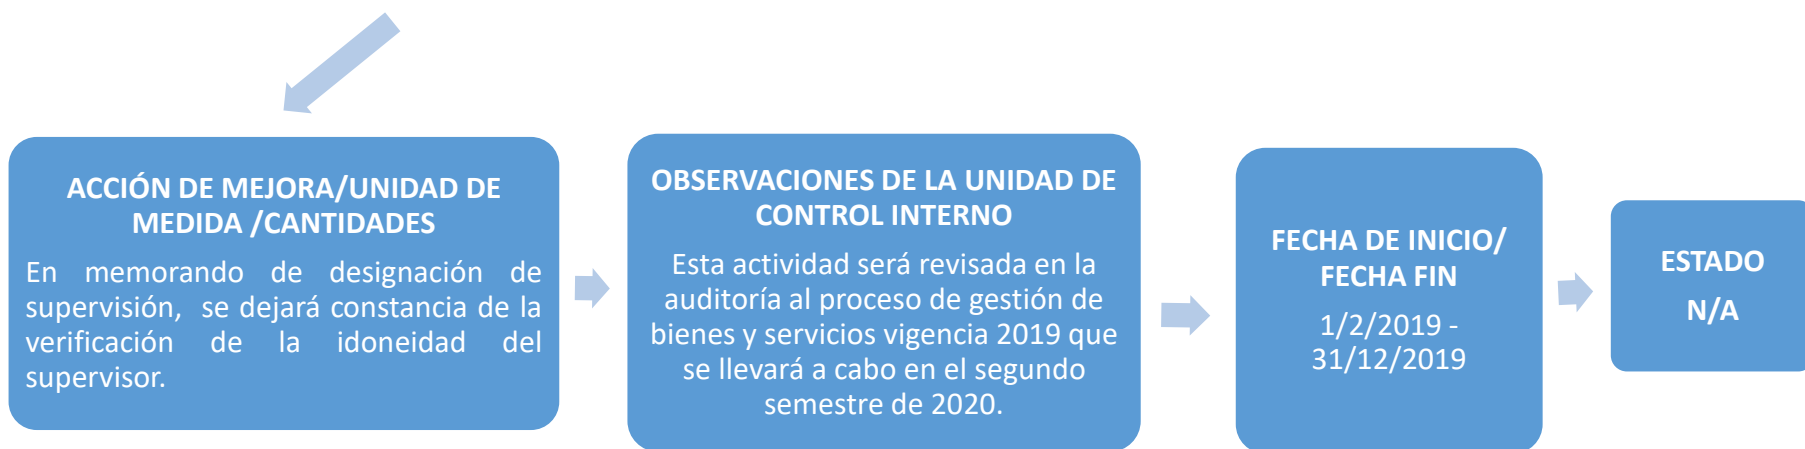 ACCIÓN DE MEJORA/UNIDAD DE
MEDIDA /CANTIDADES
En memorando de designación de
supervisión, se dejará constancia de la
verificación de la idoneidad del
supervisor.
OBSERVACIONES DE LA UNIDAD DE
CONTROL INTERNO
Esta actividad será revisada en la
auditoría al proceso de gestión de
bienes y servicios vigencia 2019 que
se llevará a cabo en el segundo
semestre de 2020.
FECHA DE INICIO/
FECHA FIN
1/2/2019 -
31/12/2019
ESTADO
N/A